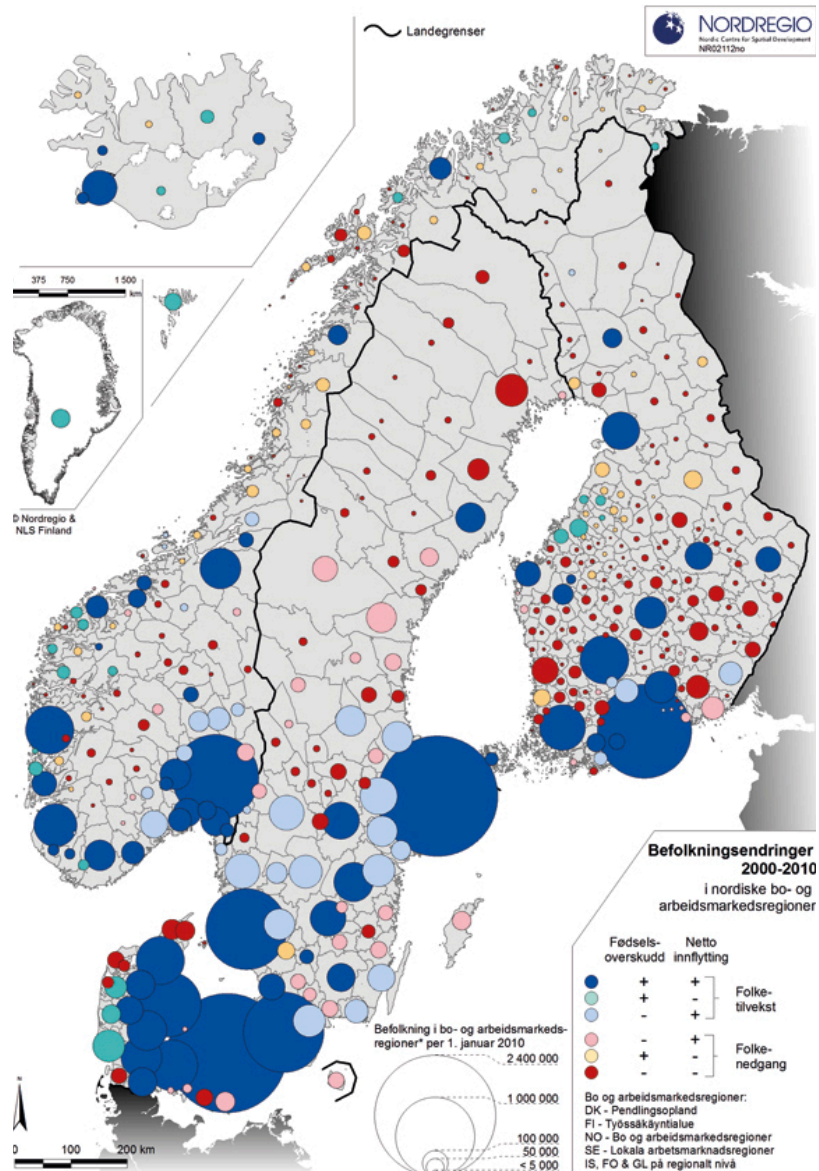 NORDREGIO
Nordic Centre for Spatial Development
NR02112no
Landegrenser
375 750 1 500
km
© Nordregio &
NLS Finland
Befolkningsendringer
2000-2010
i nordiske bo- og
arbeidsmarkedsregioner
Fødsels-
overskudd
Netto
innflytting
+ +
+ -
- +
Folke-
tilvekst
- +
+ -
- -
Folke-
nedgang
Befolkning i bo- og arbeidsmarkeds-
regioner* per 1. januar 2010
2 400 000
1 000 000
100 000
50 000
< 5 000
Bo og arbeidsmarkedsregioner:
DK - Pendlingsopland
FI - Työssäkäyntialue
NO - Bo og arbeidsmarkedsregioner
SE - Lokala arbetsmarknadsregioner
IS, FO & GL på regionalt nivå
N
0 100 200 km